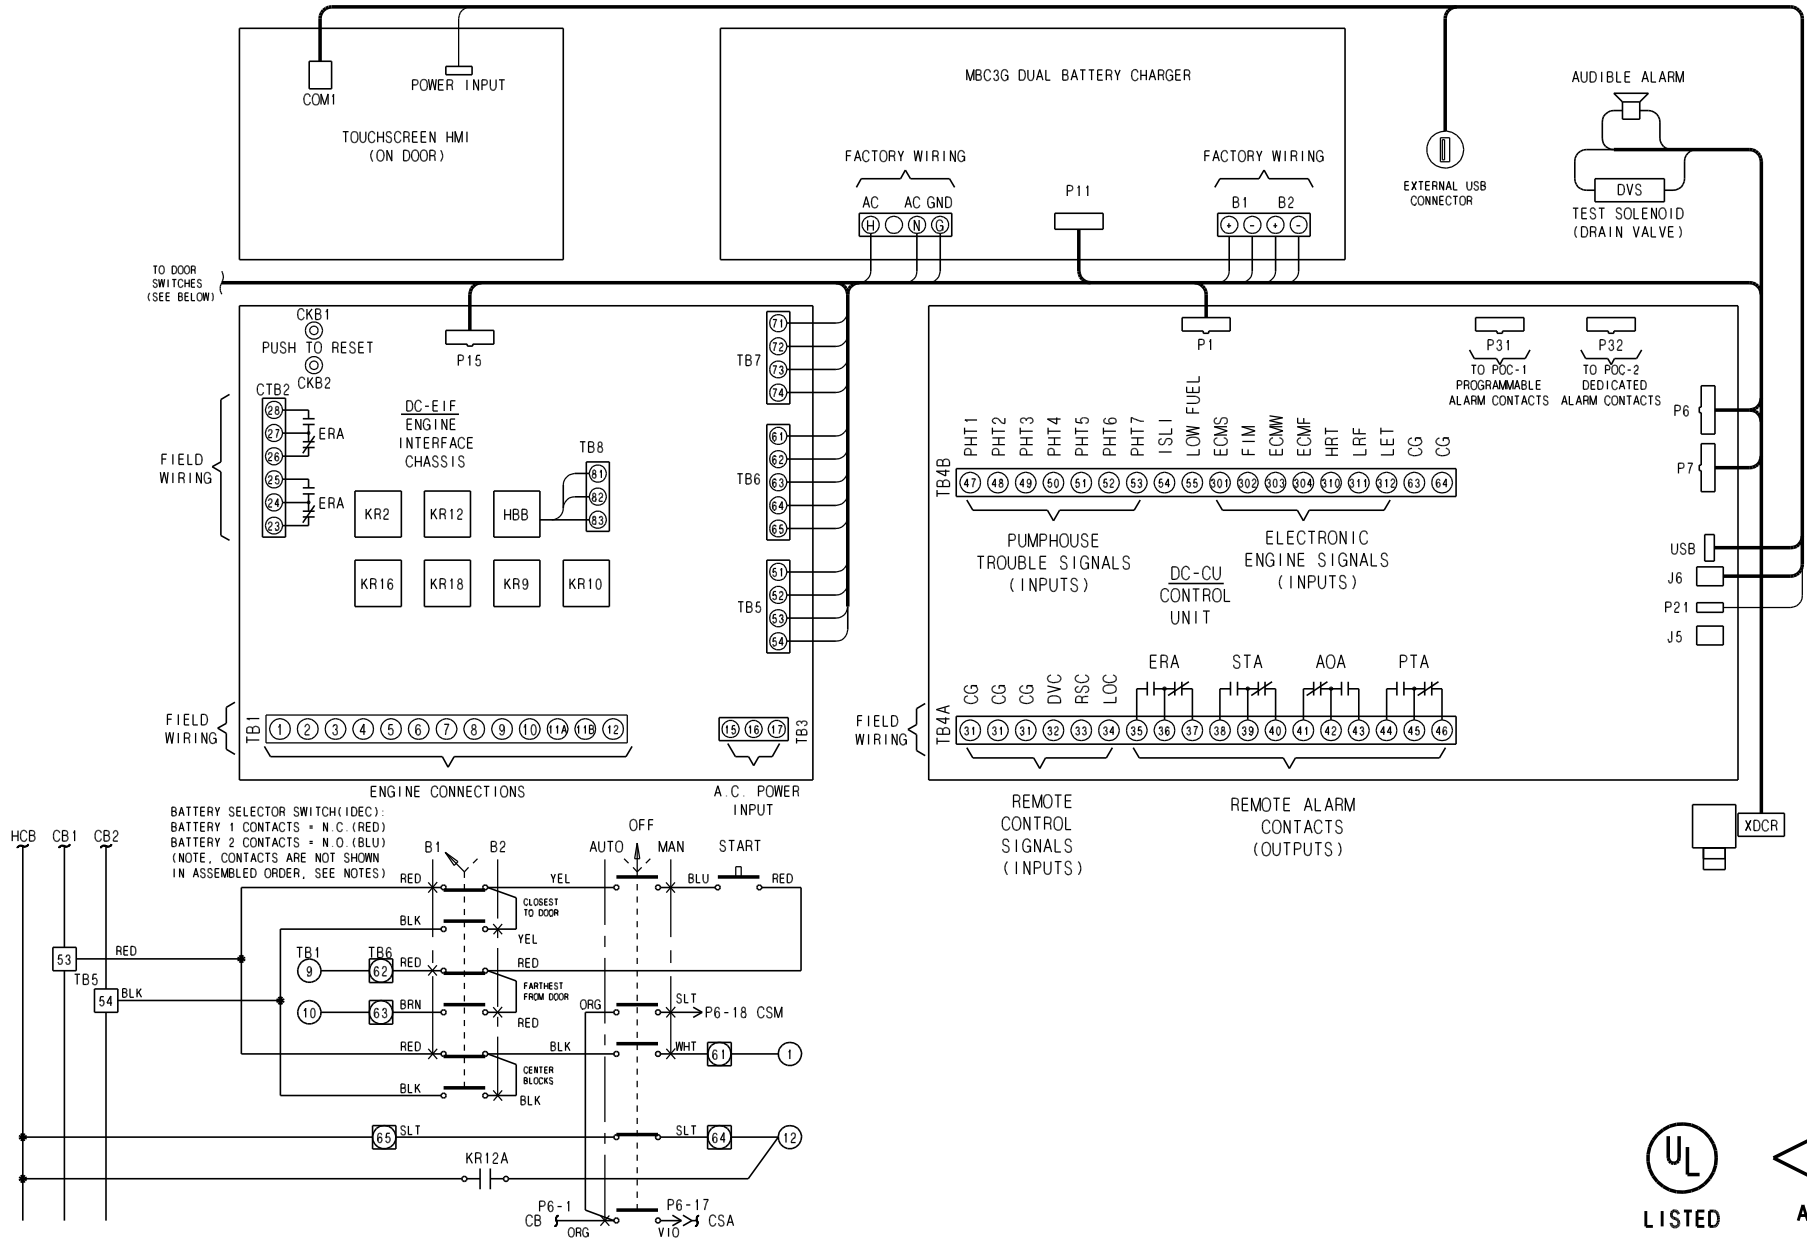 COM1
POWER INPUT
TOUCHSCREEN HMI
(ON DOOR)
MBC3G DUAL BATTERY CHARGER
FACTORY WIRING
AC
AC GND
H
N
G
P11
FACTORY WIRING
B1
B2
+
-
+
-
EXTERNAL USB
CONNECTOR
AUDIBLE ALARM
DVS
TEST SOLENOID
(DRAIN VALVE)
TO DOOR
SWITCHES
(SEE BELOW)
CKB1
PUSH TO RESET
CKB2
P15
CTB2
28
27
26
25
24
23
ERA
ERA
FIELD
WIRING
DC-EIF
ENGINE
INTERFACE
CHASSIS
TB8
81
82
83
KR2
KR12
HBB
KR16
KR18
KR9
KR10
TB7
71
72
73
74
TB6
61
62
63
64
65
TB5
51
52
53
54
FIELD
WIRING
TB1
1
2
3
4
5
6
7
8
9
10
11A
11B
12
ENGINE CONNECTIONS
15
16
17
TB3
A.C. POWER
INPUT
P1
P31
TO POC-1
PROGRAMMABLE
ALARM CONTACTS
P32
TO POC-2
DEDICATED
ALARM CONTACTS
P6
P7
USB
J6
P21
J5
TB4B
PHT1
PHT2
PHT3
PHT4
PHT5
PHT6
PHT7
ISLI
LOW FUEL
ECMS
FIM
ECMW
ECMF
HRT
LRF
LET
CG
CG
47
48
49
50
51
52
53
54
55
301
302
303
304
310
311
312
63
64
PUMPHOUSE
TROUBLE SIGNALS
(INPUTS)
ELECTRONIC
ENGINE SIGNALS
(INPUTS)
DC-CU
CONTROL
UNIT
FIELD
WIRING
TB4A
CG
CG
CG
DVC
RSC
LOC
ERA
STA
AOA
PTA
31
31
31
32
33
34
35
36
37
38
39
40
41
42
43
44
45
46
REMOTE
CONTROL
SIGNALS
(INPUTS)
REMOTE ALARM
CONTACTS
(OUTPUTS)
XDCR
BATTERY SELECTOR SWITCH(IDEC):
BATTERY 1 CONTACTS = N.C.(RED)
BATTERY 2 CONTACTS = N.O.(BLU)
(NOTE, CONTACTS ARE NOT SHOWN
IN ASSEMBLED ORDER, SEE NOTES)
HCB
CB1
CB2
B1
B2
AUTO
OFF
MAN
START
RED
YEL
BLU
RED
CLOSEST
TO DOOR
BLK
YEL
53
RED
TB5
54
BLK
TB1
9
TB6
62
RED
RED
FARTHEST
FROM DOOR
10
63
BRN
RED
ORG
SLT
P6-18 CSM
RED
BLK
WHT
61
1
CENTER
BLOCKS
BLK
BLK
65
SLT
SLT
64
12
KR12A
P6-1
CB
ORG
P6-17
VIO
CSA
UL
LISTED
A